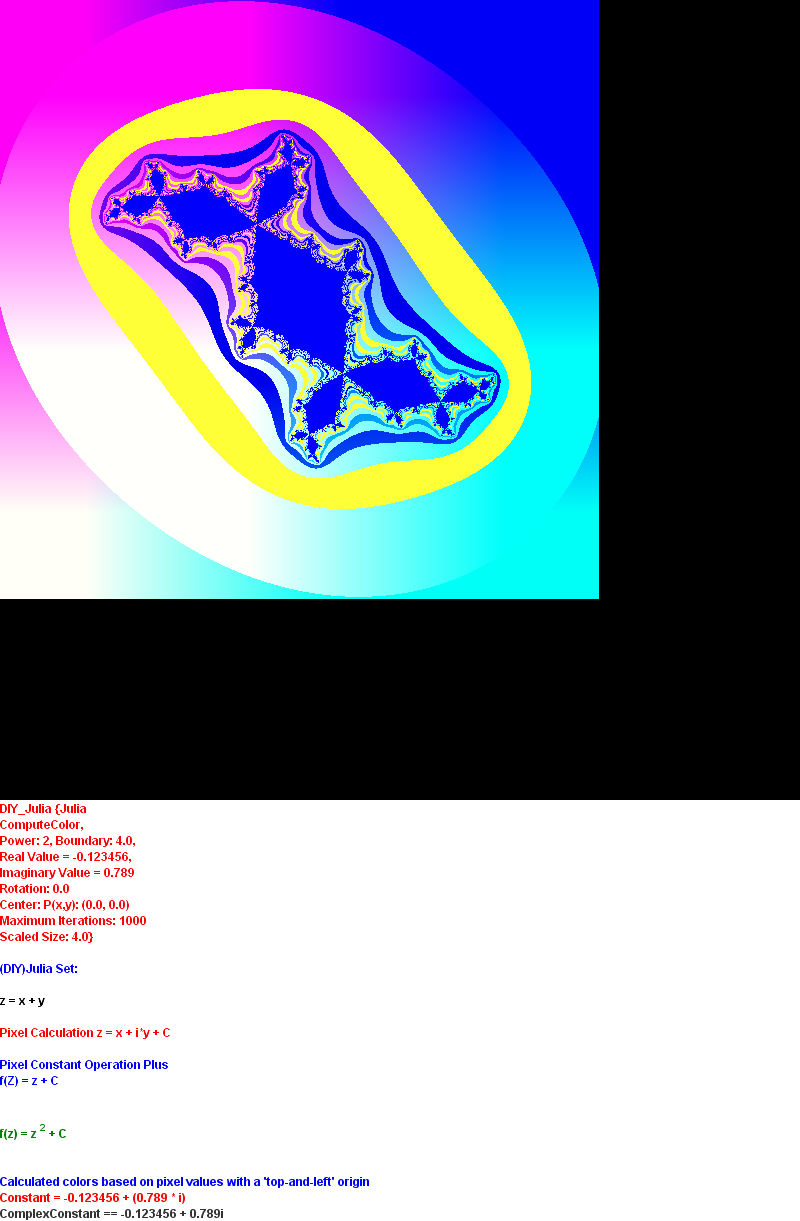 DIY_Julia {Julia
ComputeColor,
Power: 2, Boundary: 4.0,
Real Value = -0.123456,
Imaginary Value = 0.789
Rotation: 0.0
Center: P(x,y): (0.0, 0.0)
Maximum Iterations: 1000
Scaled Size: 4.0}
(DIY)Julia Set:
z = x + y
Pixel Calculation z = x + i*y + C
Pixel Constant Operation Plus
f(Z) = z + C
f(z) = z 2 + C
Calculated colors based on pixel values with a 'top-and-left' origin
Constant = -0.123456 + (0.789 * i)
ComplexConstant == -0.123456 + 0.789i